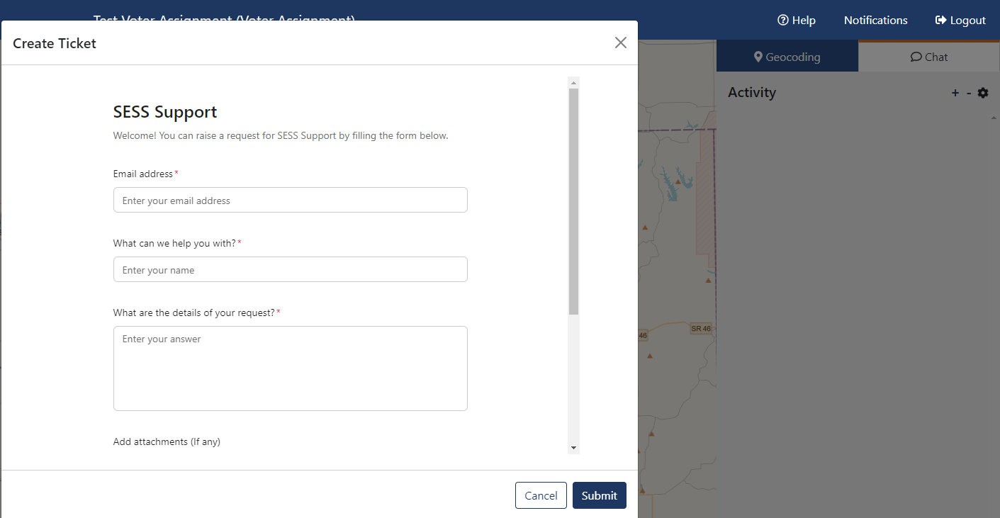 Test Voter Assignment (Voter Assignment)
Help
Notifications
Logout
Create Ticket
SESS Support
Welcome! You can raise a request for SESS Support by filling the form below.
Email address*
Enter your email address
What can we help you with?*
Enter your name
What are the details of your request?*
Enter your answer
Add attachments (If any)
Cancel
Submit
Geocoding
Chat
Activity
+ -
46
SR 46